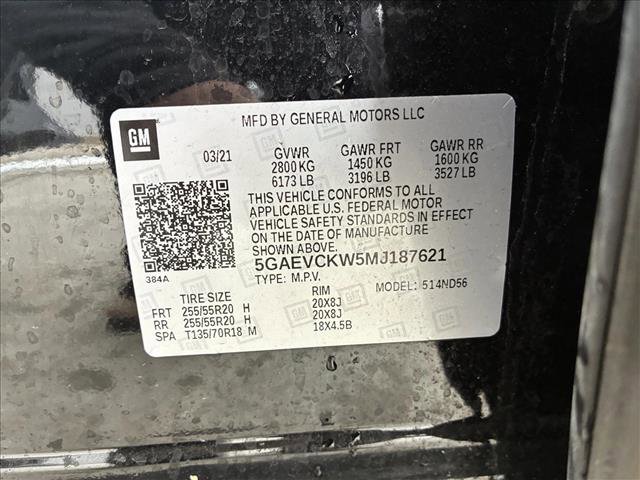 MFD BY GENERAL MOTORS LLC
GM
03/21 GVWR GAWR FRT GAWR RR
2800 KG 1450 KG 1600 KG
6173 LB 3196 LB 3527 LB
THIS VEHICLE CONFORMS TO ALL
APPLICABLE U.S. FEDERAL MOTOR
VEHICLE SAFETY STANDARDS IN EFFECT
ON THE DATE OF MANUFACTURE
SHOWN ABOVE.
384A
5GAEVCKW5MJ187621
TYPE: M.P.V. MODEL: 514ND56
TIRE SIZE RIM
FRT 255/55R20 H 20X8J
RR 255/55R20 H 20X8J
SPA T135/70R18 M 18X4.5B